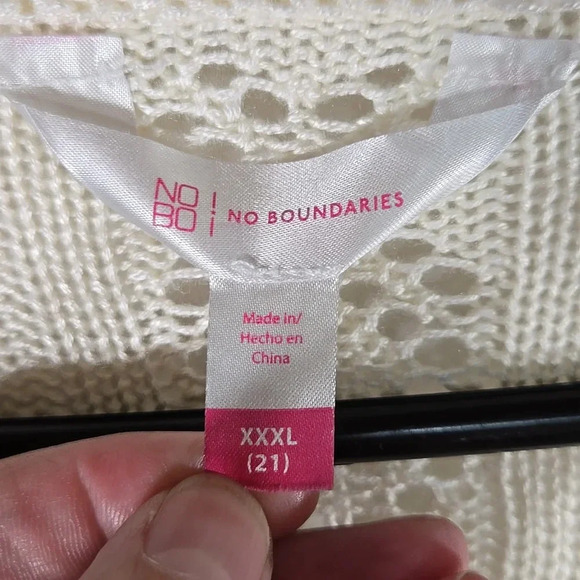 NO
BO
NO BOUNDARIES
Made in/
Hecho en
China
XXXL
(21)